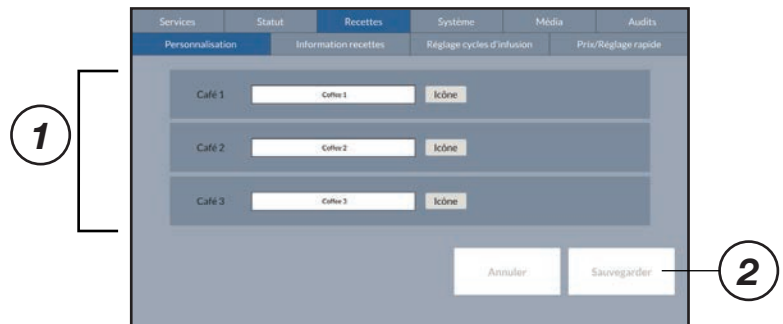 Services Statut Recettes Système Média Audits
Personnalisation Information recettes Réglage cycles d'infusion Prix/Réglage rapide
1
Café 1 Coffee 1 Icône
Café 2 Coffee 2 Icône
Café 3 Coffee 3 Icône
Annuler Sauvegarder 2